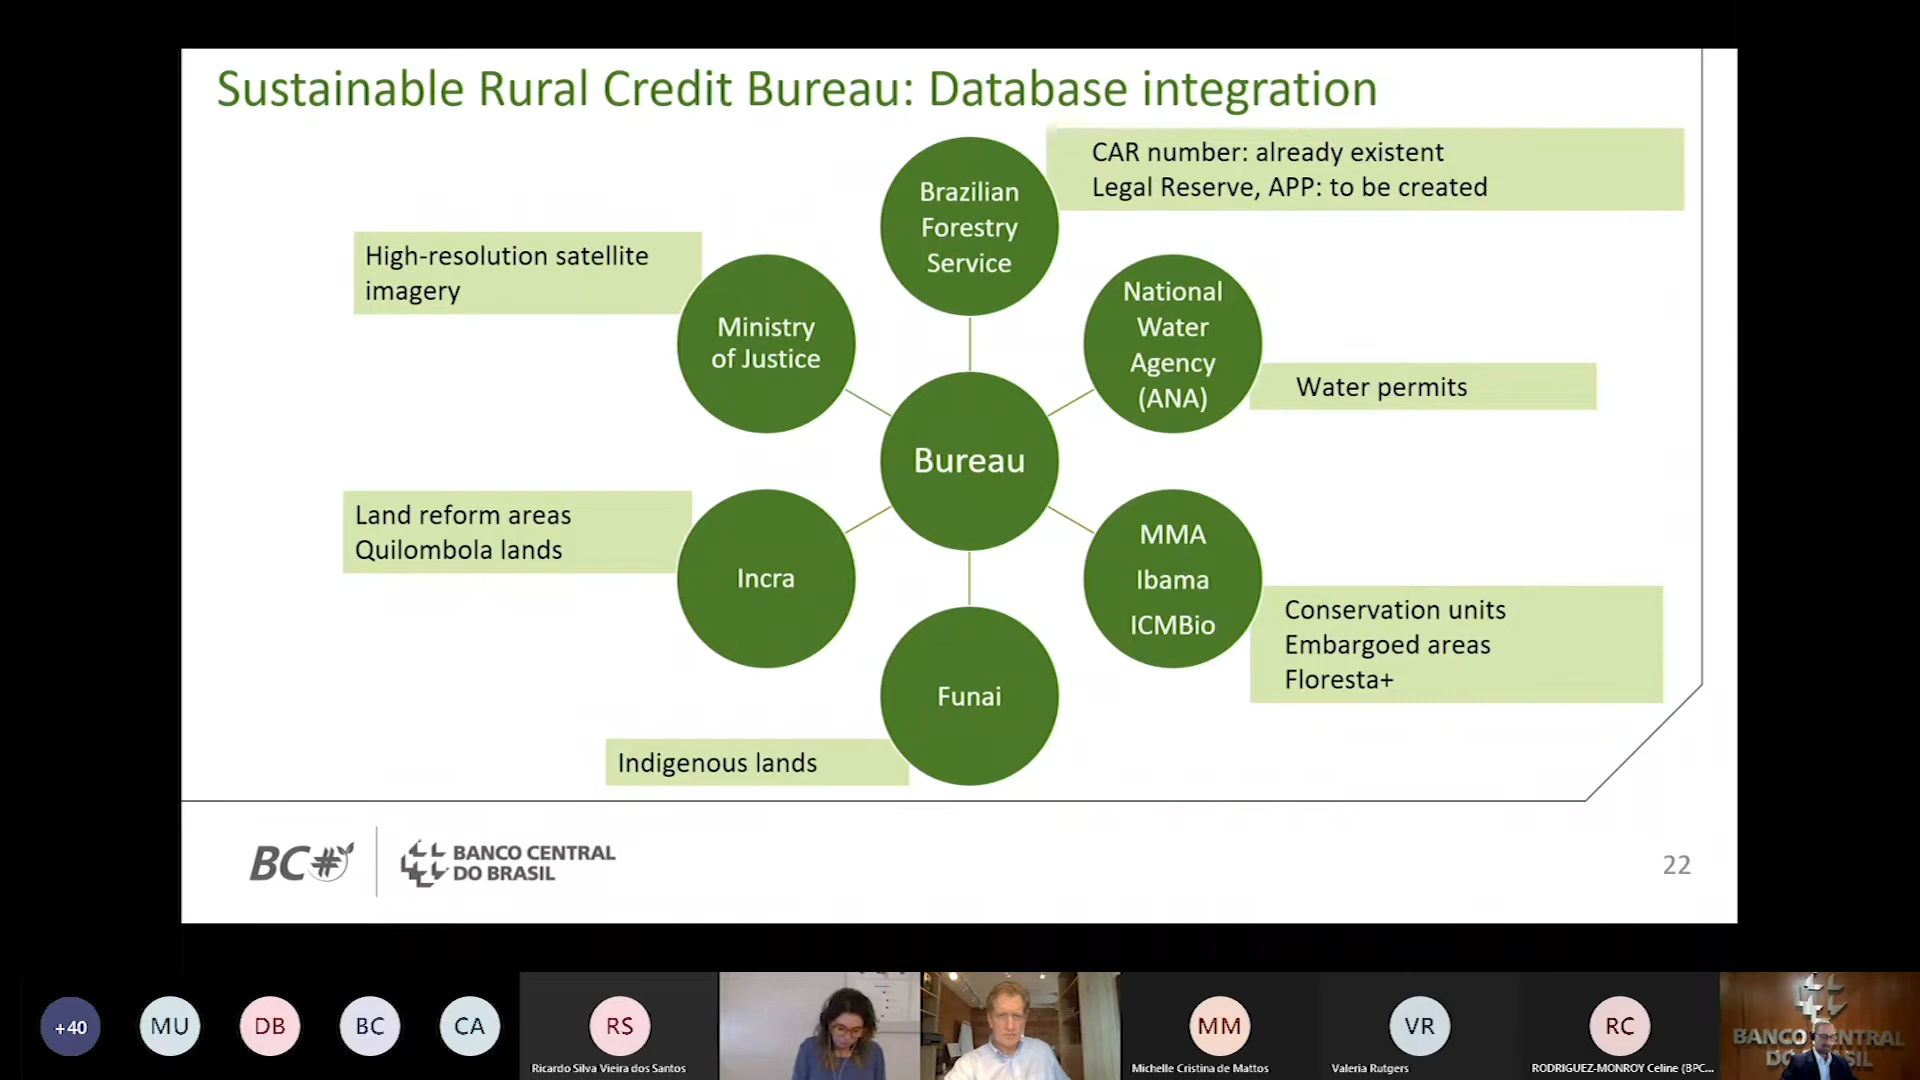 Sustainable Rural Credit Bureau: Database integration
CAR number: already existent
Legal Reserve, APP: to be created
Brazilian
Forestry
Service
High-resolution satellite
imagery
Ministry
of Justice
National
Water
Agency
(ANA)
Water permits
Bureau
Land reform areas
Quilombola lands
Incra
MMA
Ibama
ICMBio
Conservation units
Embargoed areas
Floresta+
Funai
Indigenous lands
BC#
BANCO CENTRAL
DO BRASIL
22
+40
MU
DB
BC
CA
RS
Ricardo Silva Vieira dos Santos
MM
Michelle Cristina de Mattos
VR
Valeria Rutgers
RC
RODRIGUEZ-MONROY Celine (BPC...